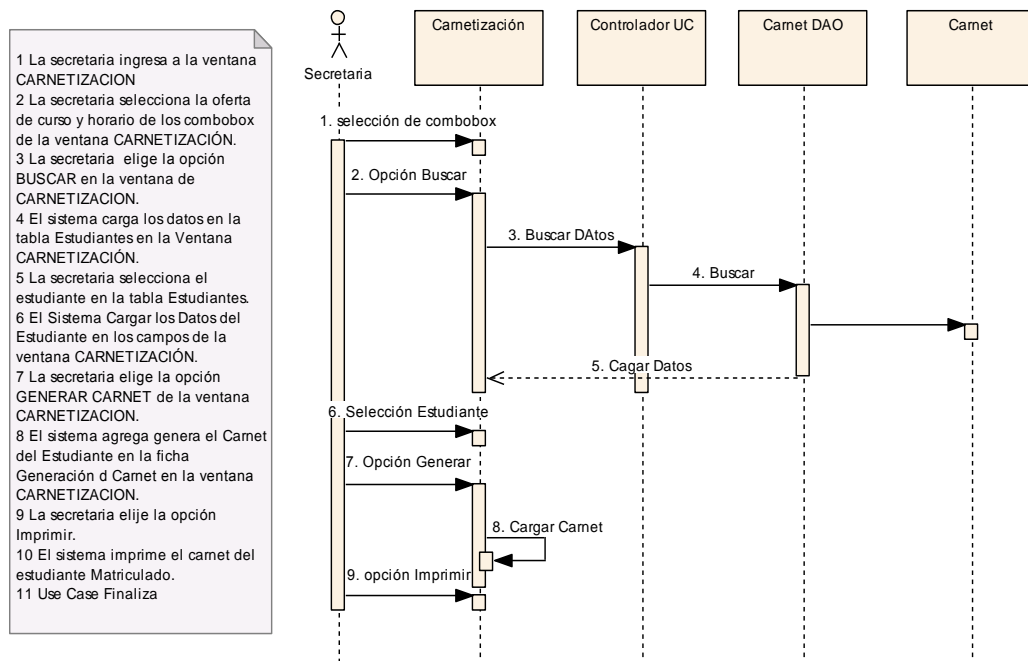 1 La secretaria ingresa a la ventana
CARNETIZACION
2 La secretaria selecciona la oferta
de curso y horario de los combobox
de la ventana CARNETIZACIÓN.
3 La secretaria  elige la opción
BUSCAR en la ventana de
CARNETIZACION.
4 El sistema carga los datos en la
tabla Estudiantes en la Ventana
CARNETIZACIÓN.
5 La secretaria selecciona el
estudiante en la tabla Estudiantes.
6 El Sistema Cargar los Datos del
Estudiante en los campos de la
ventana CARNETIZACIÓN.
7 La secretaria elige la opción
GENERAR CARNET de la ventana
CARNETIZACION.
8 El sistema agrega genera el Carnet
del Estudiante en la ficha
Generación d Carnet en la ventana
CARNETIZACION.
9 La secretaria elije la opción
Imprimir.
10 El sistema imprime el carnet del
estudiante Matriculado.
11 Use Case Finaliza
Secretaria
Carnetización
Controlador UC
Carnet DAO
Carnet
1. selección de combobox
2. Opción Buscar
3. Buscar DAtos
4. Buscar
5. Cagar Datos
6. Selección Estudiante
7. Opción Generar
8. Cargar Carnet
9. opción Imprimir